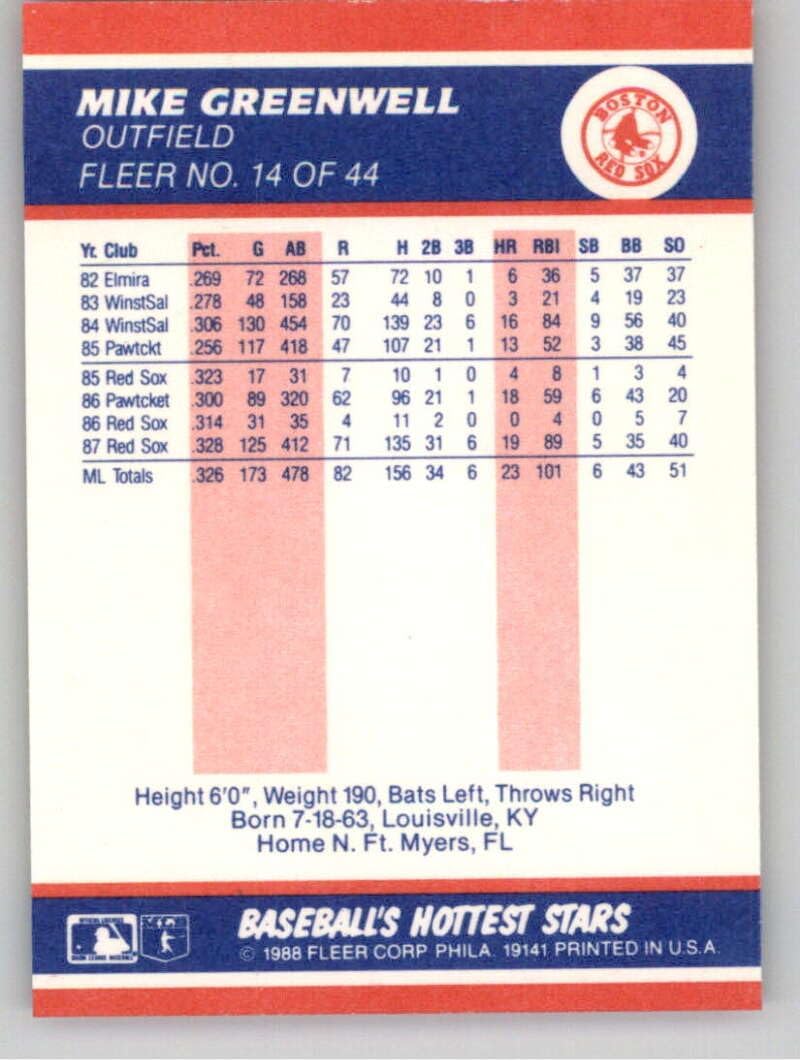 MIKE GREENWELL
OUTFIELD
FLEER NO. 14 OF 44
BOSTON
RED SOX
Yr. Club Pct. G AB R H 2B 3B HR RBI SB BB SO
82 Elmira .269 72 268 57 72 10 1 6 36 5 37 37
83 WinstSal .278 48 158 23 44 8 0 3 21 4 19 23
84 WinstSal .306 130 454 70 139 23 6 16 84 9 56 40
85 Pawtckt .256 117 418 47 107 21 1 13 52 3 38 45
85 Red Sox .323 17 31 7 10 1 0 4 8 1 3 4
86 Pawtcket .300 89 320 62 96 21 1 18 59 6 43 20
86 Red Sox .314 31 35 4 11 2 0 0 4 0 5 7
87 Red Sox .328 125 412 71 135 31 6 19 89 5 35 40
ML Totals .326 173 478 82 156 34 6 23 101 6 43 51
Height 6'0", Weight 190, Bats Left, Throws Right
Born 7-18-63, Louisville, KY
Home N. Ft. Myers, FL
BASEBALL'S HOTTEST STARS
© 1988 FLEER CORP PHILA. 19141 PRINTED IN U.S.A.